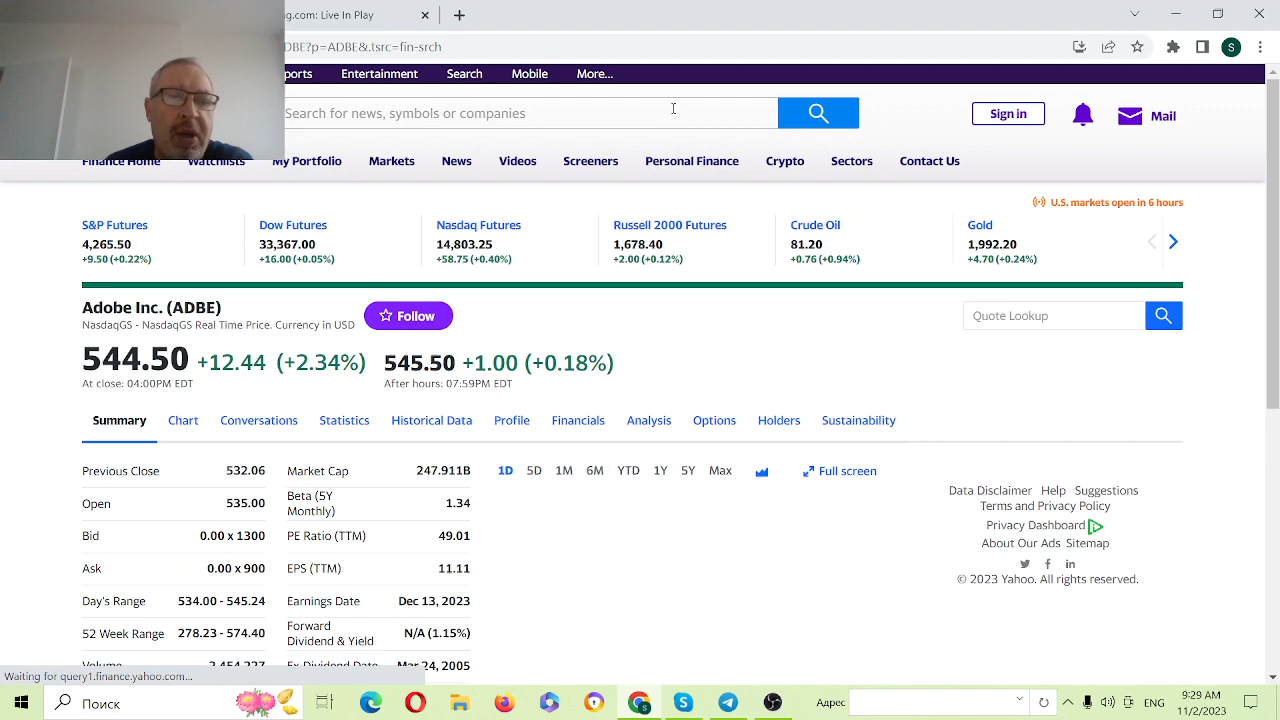 g.com: Live In Play
DBE?p=ADBE&.tsrc=fin-srch
ports Entertainment Search Mobile More...
Search for news, symbols or companies
Sign in
Mail
Finance Home Watchlists My Portfolio Markets News Videos Screeners Personal Finance Crypto Sectors Contact Us
U.S. markets open in 6 hours
S&P Futures Dow Futures Nasdaq Futures Russell 2000 Futures Crude Oil Gold
4,265.50 33,367.00 14,803.25 1,678.40 81.20 1,992.20
+9.50 (+0.22%) +16.00 (+0.05%) +58.75 (+0.40%) +2.00 (+0.12%) +0.76 (+0.94%) +4.70 (+0.24%)
Adobe Inc. (ADBE)
NasdaqGS - NasdaqGS Real Time Price. Currency in USD
Follow
Quote Lookup
544.50 +12.44 (+2.34%) 545.50 +1.00 (+0.18%)
At close: 04:00PM EDT After hours: 07:59PM EDT
Summary Chart Conversations Statistics Historical Data Profile Financials Analysis Options Holders Sustainability
Previous Close 532.06
Open 535.00
Bid 0.00 x 1300
Ask 0.00 x 900
Day's Range 534.00 - 545.24
52 Week Range 278.23 - 574.40
Market Cap 247.911B
Beta (5Y Monthly) 1.34
PE Ratio (TTM) 49.01
EPS (TTM) 11.11
Earnings Date Dec 13, 2023
Forward Dividend & Yield N/A (1.15%)
Ex-Dividend Date Mar 24, 2005
1D 5D 1M 6M YTD 1Y 5Y Max Full screen
Data Disclaimer Help Suggestions
Terms and Privacy Policy
Privacy Dashboard
About Our Ads Sitemap
© 2023 Yahoo. All rights reserved.
Waiting for query1.finance.yahoo.com...
Поиск
Адрес
ENG
9:29 AM
11/2/2023
S